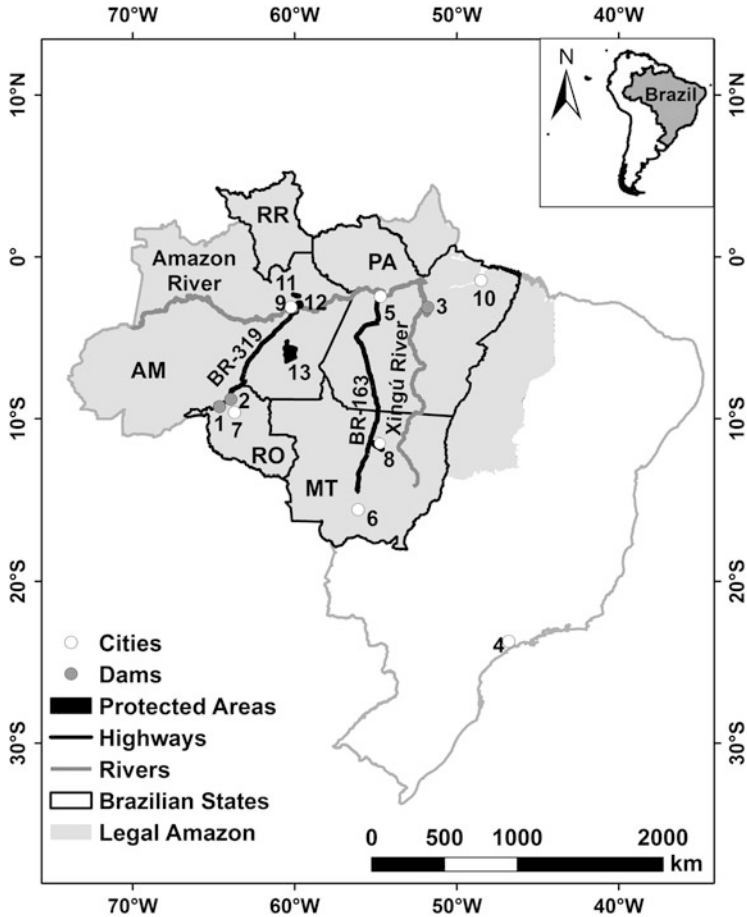 70°W 60°W 50°W 40°W
10°N
0°
10°S
20°S
30°S
10°N
0°
10°S
20°S
30°S
N
Brazil
RR
Amazon
River
PA
11
9
12
5
3
10
AM
BR-319
13
BR-163
Xingú River
1
2
7
RO
8
MT
6
4
Cities
Dams
Protected Areas
Highways
Rivers
Brazilian States
Legal Amazon
0 500 1000 2000
km
70°W 60°W 50°W 40°W